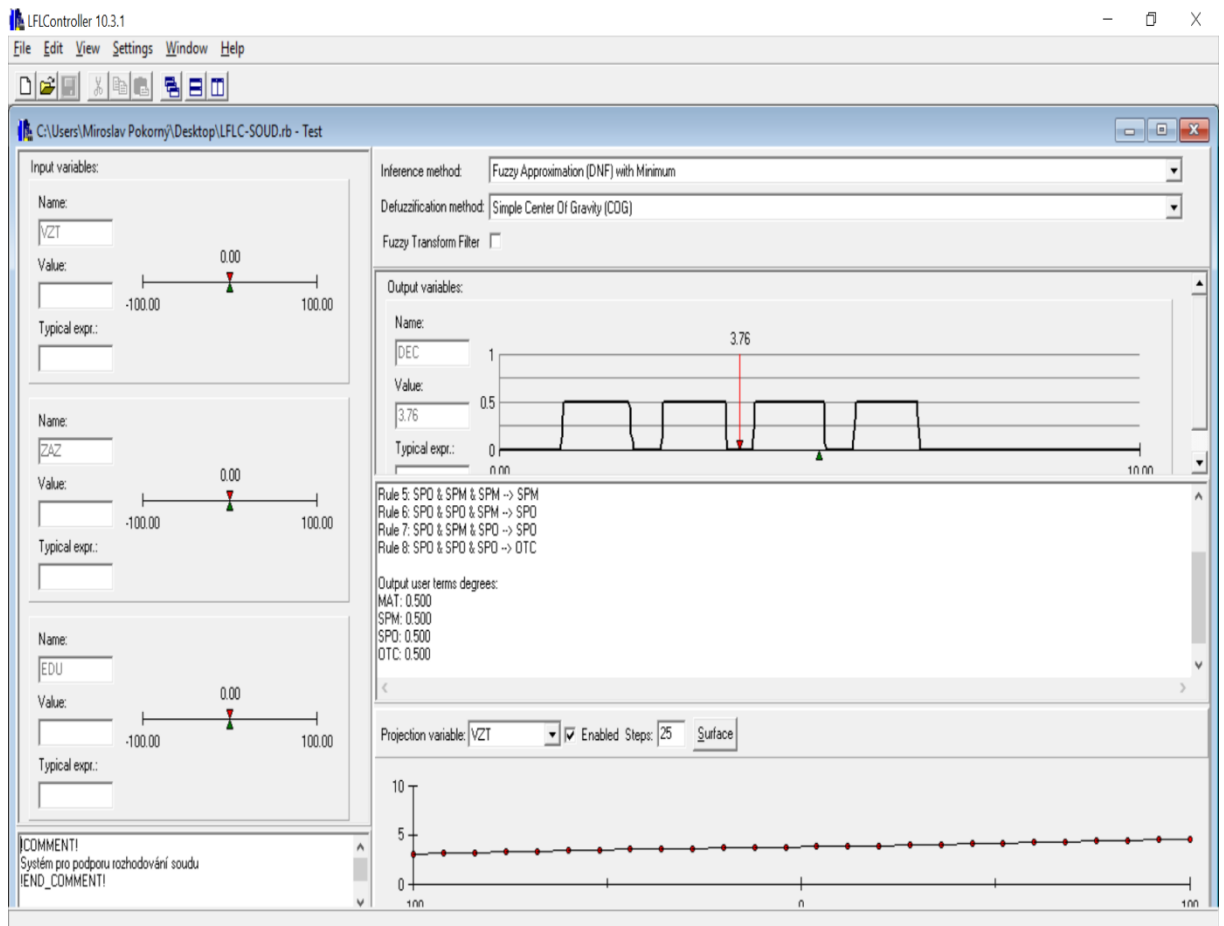 LFLController 10.3.1
File Edit View Settings Window Help
C:\Users\Miroslav Pokorný\Desktop\LFLC-SOUD.rb - Test
Input variables:
Name:
VZT
Value:
0.00
-100.00 100.00
Typical expr.:
Name:
ZAZ
Value:
0.00
-100.00 100.00
Typical expr.:
Name:
EDU
Value:
0.00
-100.00 100.00
Typical expr.:
!COMMENT!
Systém pro podporu rozhodování soudu
!END_COMMENT!
Inference method: Fuzzy Approximation (DNF) with Minimum
Defuzzification method: Simple Center Of Gravity (COG)
Fuzzy Transform Filter
Output variables:
Name:
DEC
Value:
3.76
Typical expr.:
3.76
1
0.5
0
0.00 10.00
Rule 5: SPO & SPM & SPM --> SPM
Rule 6: SPO & SPO & SPM --> SPO
Rule 7: SPO & SPM & SPO --> SPO
Rule 8: SPO & SPO & SPO --> OTC
Output user terms degrees:
MAT: 0.500
SPM: 0.500
SPO: 0.500
OTC: 0.500
Projection variable: VZT Enabled Steps: 25 Surface
10
5
0
100 0 100